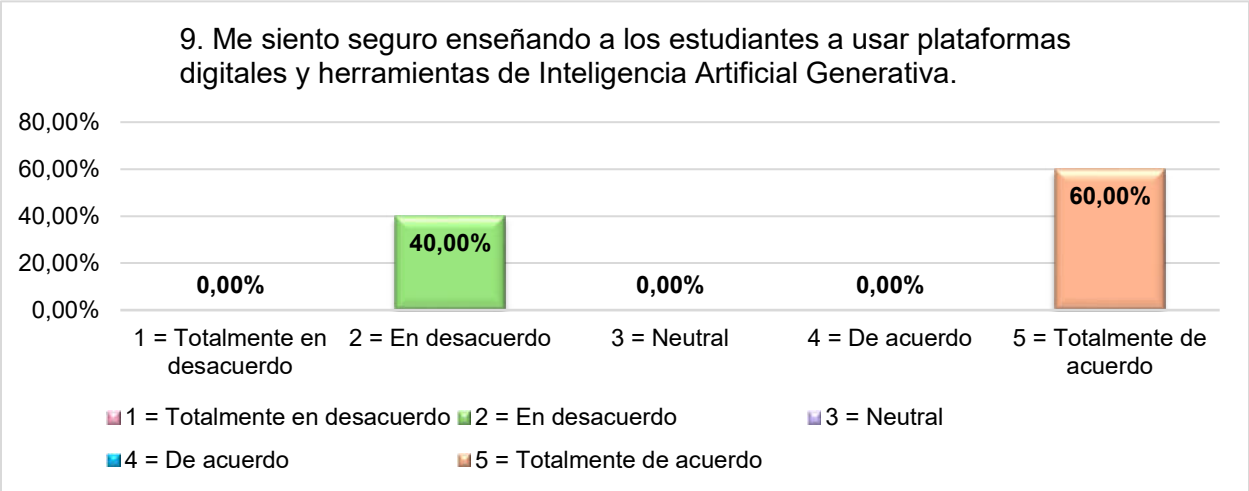 9. Me siento seguro enseñando a los estudiantes a usar plataformas
digitales y herramientas de Inteligencia Artificial Generativa.
80,00%
60,00%
40,00%
20,00%
0,00%
0,00%
40,00%
0,00%
0,00%
60,00%
1 = Totalmente en
desacuerdo
2 = En desacuerdo
3 = Neutral
4 = De acuerdo
5 = Totalmente de
acuerdo
1 = Totalmente en desacuerdo
2 = En desacuerdo
3 = Neutral
4 = De acuerdo
5 = Totalmente de acuerdo